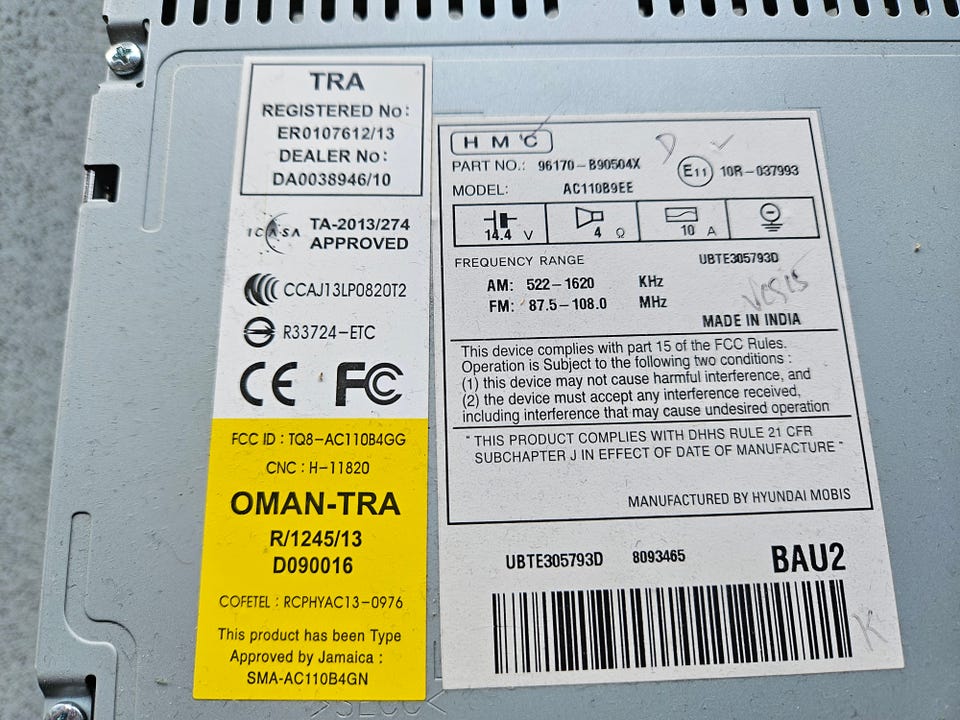 TRA
REGISTERED No:
ER0107612/13
DEALER No:
DA0038946/10
ICASA
TA-2013/274
APPROVED
CCAJ13LP0820T2
R33724-ETC
CE FC
FCC ID : TQ8-AC110B4GG
CNC : H-11820
OMAN-TRA
R/1245/13
D090016
COFETEL : RCPHYAC13-0976
This product has been Type
Approved by Jamaica :
SMA-AC110B4GN
HMC
PART NO.: 96170-B90504X
E11 10R-037993
MODEL: AC110B9EE
14.4 V 4 Ω 10 A
FREQUENCY RANGE UBTE305793D
AM: 522-1620 KHz
FM: 87.5-108.0 MHz
MADE IN INDIA
This device complies with part 15 of the FCC Rules.
Operation is Subject to the following two conditions :
(1) this device may not cause harmful interference, and
(2) the device must accept any interference received,
including interference that may cause undesired operation
" THIS PRODUCT COMPLIES WITH DHHS RULE 21 CFR
SUBCHAPTER J IN EFFECT OF DATE OF MANUFACTURE "
MANUFACTURED BY HYUNDAI MOBIS
UBTE305793D 8093465 BAU2
K